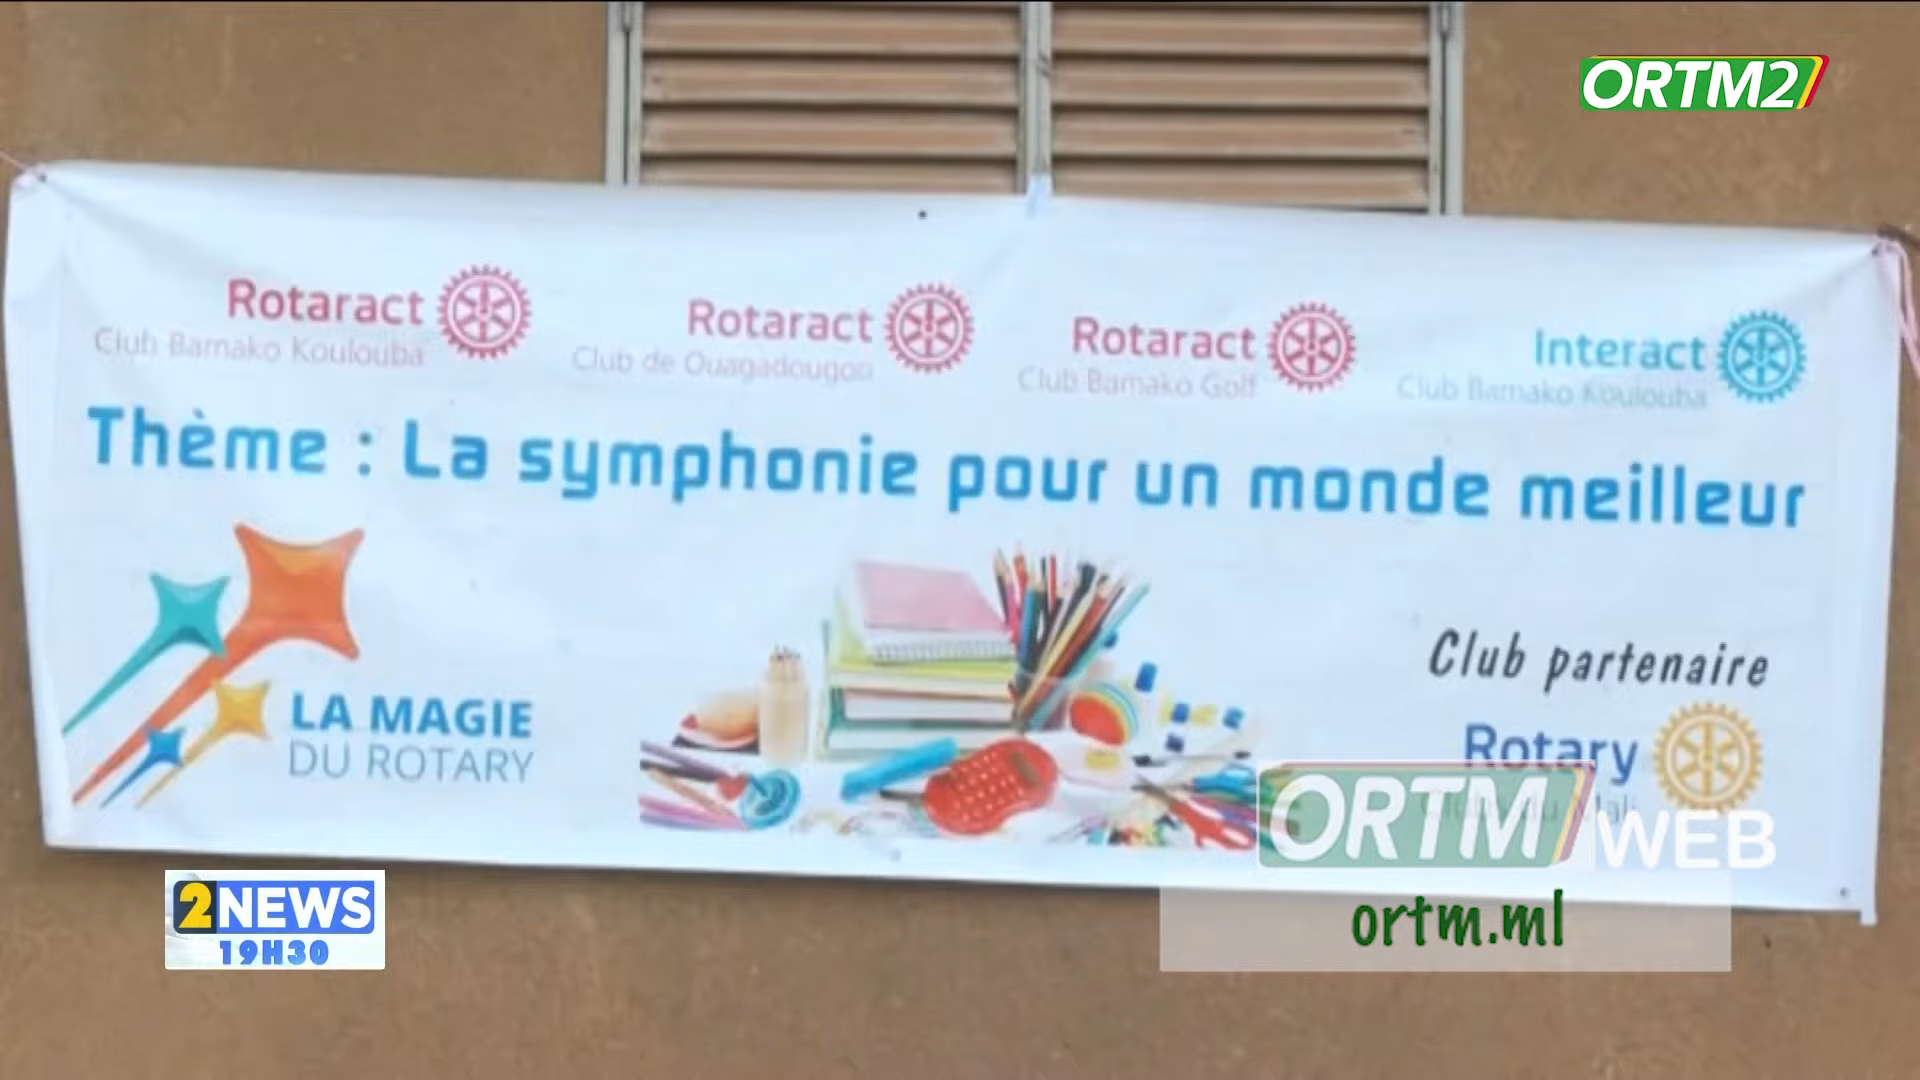 ORTM2
Rotaract
Club Bamako Koulouba
Rotaract
Club de Ouagadougou
Rotaract
Club Bamako Golf
Interact
Club Bamako Koulouba
Thème : La symphonie pour un monde meilleur
LA MAGIE
DU ROTARY
Club partenaire
Rotary
ORTM WEB
ortm.ml
2NEWS
19H30